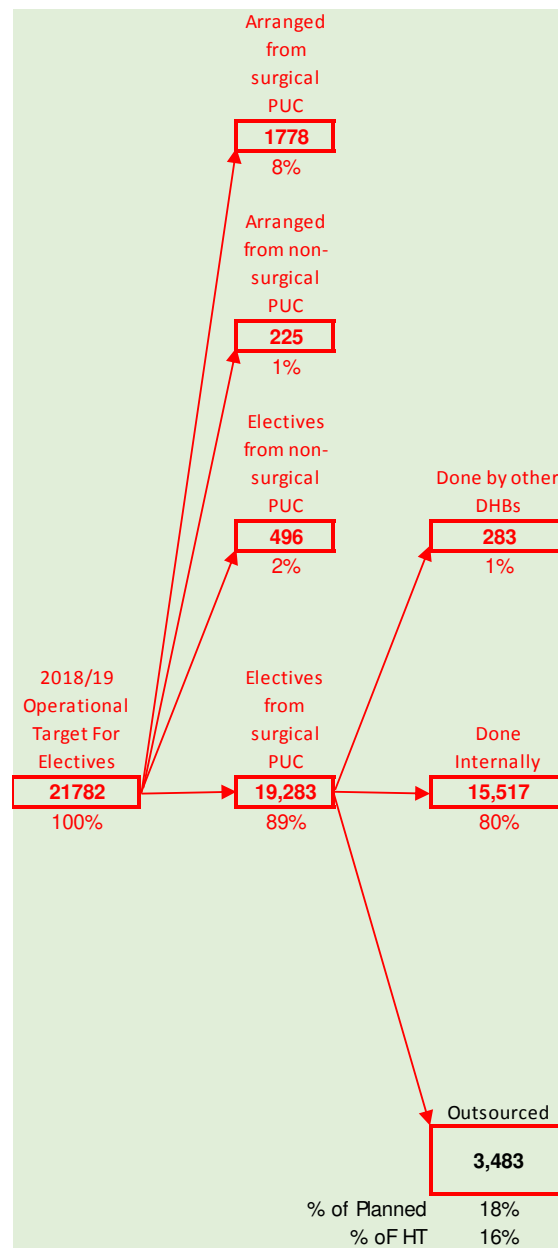 Arranged
from
surgical
PUC
1778
8%
Arranged
from non-
surgical
PUC
225
1%
Electives
from non-
surgical
PUC
496
2%
Done by other
DHBs
283
1%
2018/19
Operational
Target For
Electives
21782
100%
Electives
from
surgical
PUC
19,283
89%
Done
Internally
15,517
80%
Outsourced
3,483
% of Planned 18%
% oF HT 16%